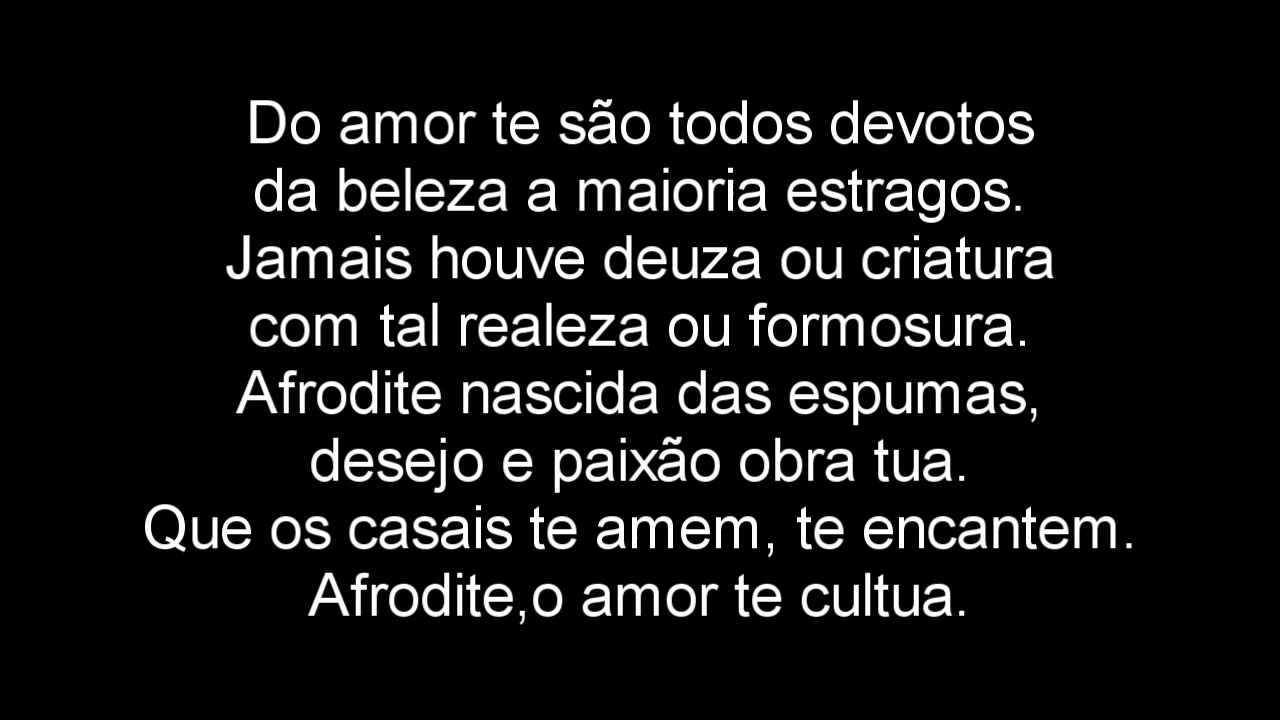 Do amor te são todos devotos
da beleza a maioria estragos.
Jamais houve deuza ou criatura
com tal realeza ou formosura.
Afrodite nascida das espumas,
desejo e paixão obra tua.
Que os casais te amem, te encantem.
Afrodite,o amor te cultua.